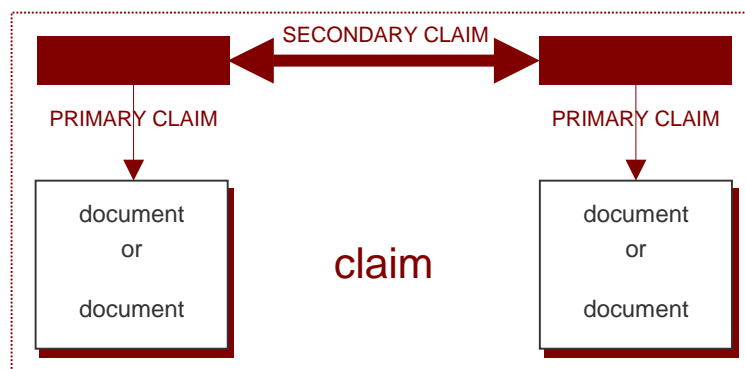 SECONDARY CLAIM
PRIMARY CLAIM
PRIMARY CLAIM
document
or
document
claim
document
or
document